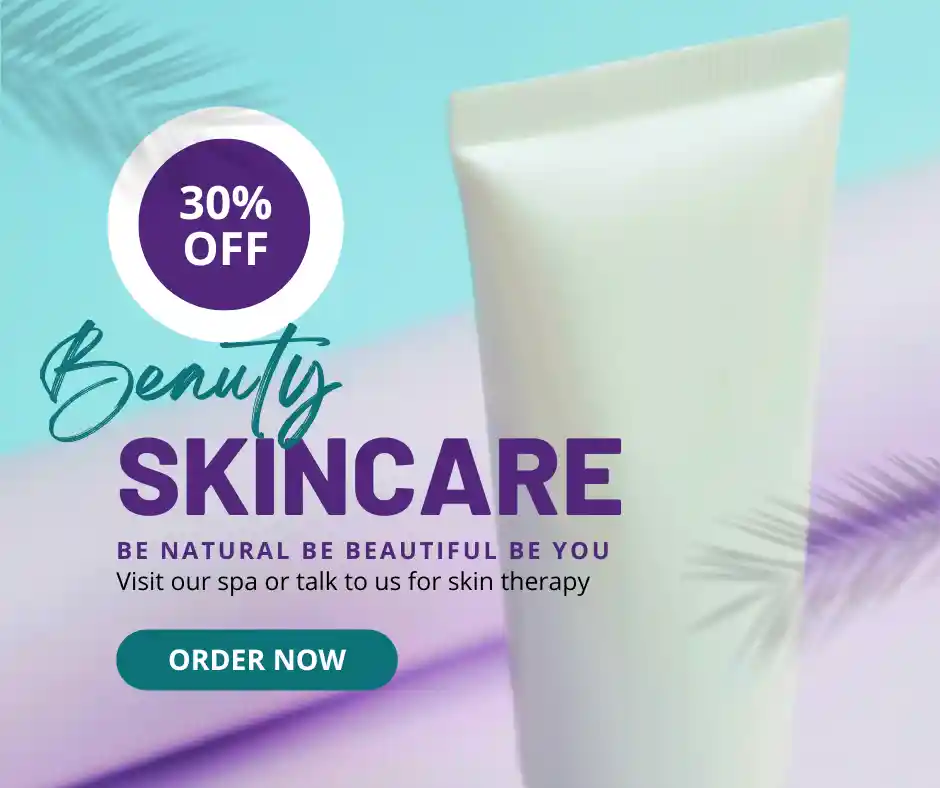 30%
OFF
Beauty
SKINCARE
BE NATURAL BE BEAUTIFUL BE YOU
Visit our spa or talk to us for skin therapy
ORDER NOW